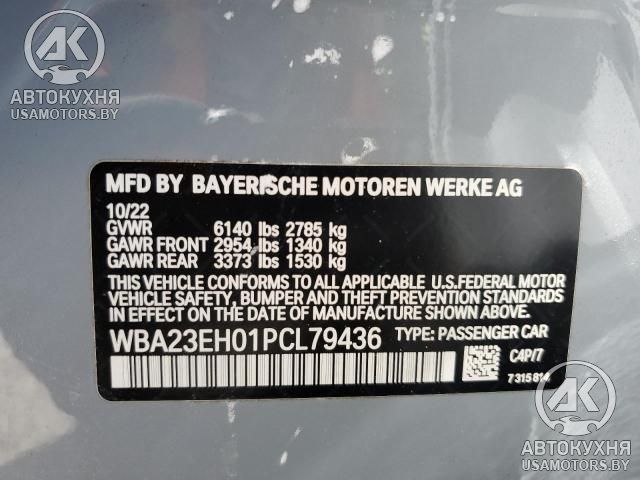 AK
АВТОКУХНЯ
USAMOTORS.BY
MFD BY BAYERISCHE MOTOREN WERKE AG
10/22
GVWR 6140 lbs 2785 kg
GAWR FRONT 2954 lbs 1340 kg
GAWR REAR 3373 lbs 1530 kg
THIS VEHICLE CONFORMS TO ALL APPLICABLE U.S.FEDERAL MOTOR
VEHICLE SAFETY, BUMPER AND THEFT PREVENTION STANDARDS
IN EFFECT ON THE DATE OF MANUFACTURE SHOWN ABOVE.
WBA23EH01PCL79436 TYPE: PASSENGER CAR
C4P/7
7315814
AK
АВТОКУХНЯ
USAMOTORS.BY